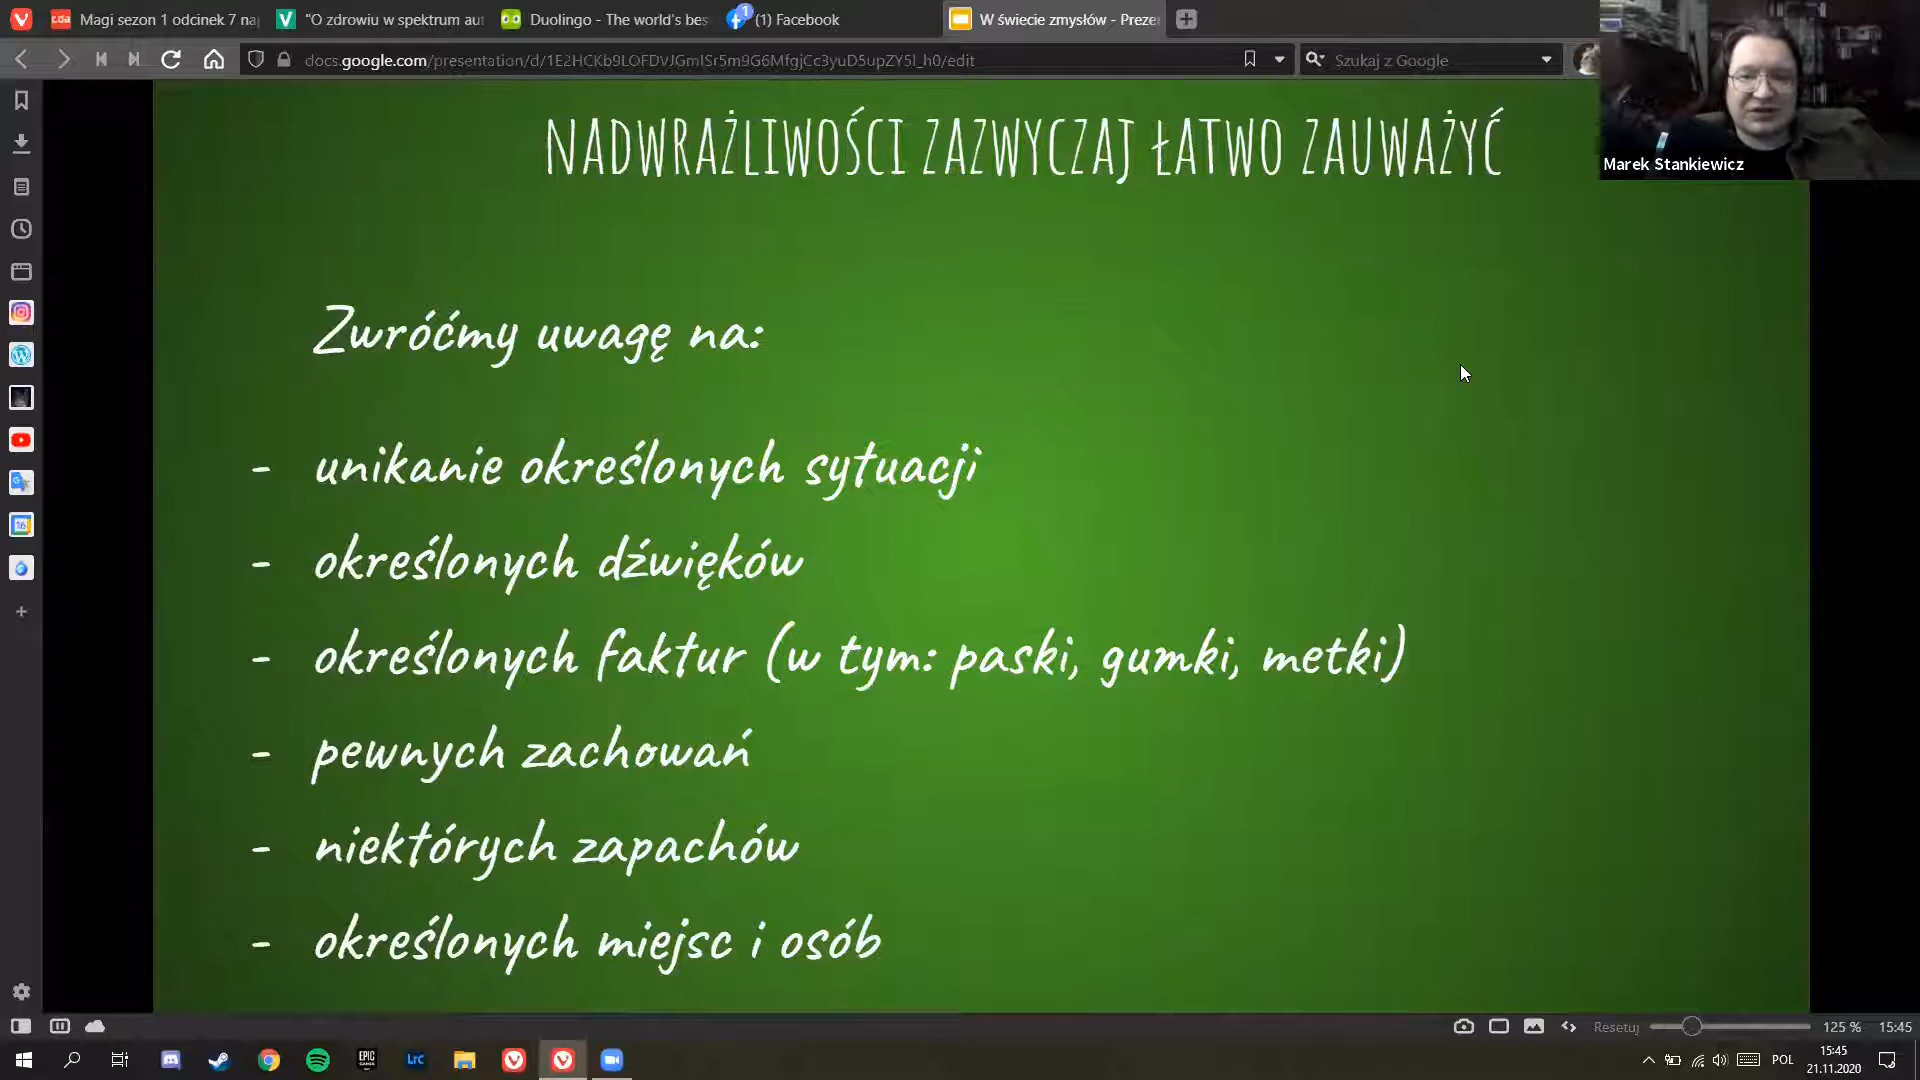 Magi sezon 1 odcinek 7 na
"O zdrowiu w spektrum aut
Duolingo - The world's bes
(1) Facebook
W świecie zmysłów - Preze
docs.google.com/presentation/d/1E2HCKb9LOFDVJGmISr5m9G6MfgjCc3yuD5upZY5l_h0/edit
Szukaj z Google
Marek Stankiewicz
NADWRAŻLIWOŚCI ZAZWYCZAJ ŁATWO ZAUWAŻYĆ
Zwróćmy uwagę na:
- unikanie określonych sytuacji
- określonych dźwięków
- określonych faktur (w tym: paski, gumki, metki)
- pewnych zachowań
- niektórych zapachów
- określonych miejsc i osób
Resetuj
125 %
15:45
EPIC
Lrc
POL
15:45
21.11.2020